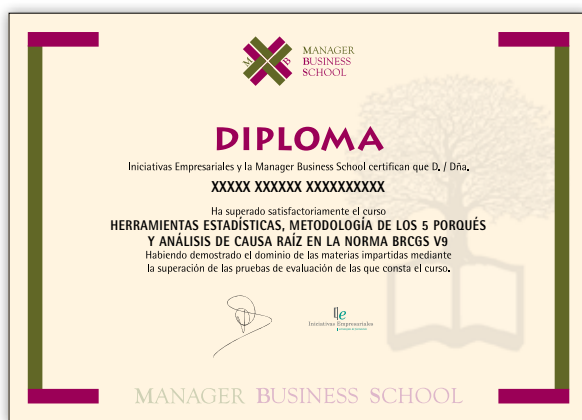 M B
MANAGER
BUSINESS
SCHOOL
DIPLOMA
Iniciativas Empresariales y la Manager Business School certifican que D. / Dña.
XXXXX XXXXXX XXXXXXXXXX
Ha superado satisfactoriamente el curso
HERRAMIENTAS ESTADÍSTICAS, METODOLOGÍA DE LOS 5 PORQUÉS
Y ANÁLISIS DE CAUSA RAÍZ EN LA NORMA BRCGS V9
Habiendo demostrado el dominio de las materias impartidas mediante
la superación de las pruebas de evaluación de las que consta el curso.
Ile
Iniciativas Empresariales
MANAGER BUSINESS SCHOOL